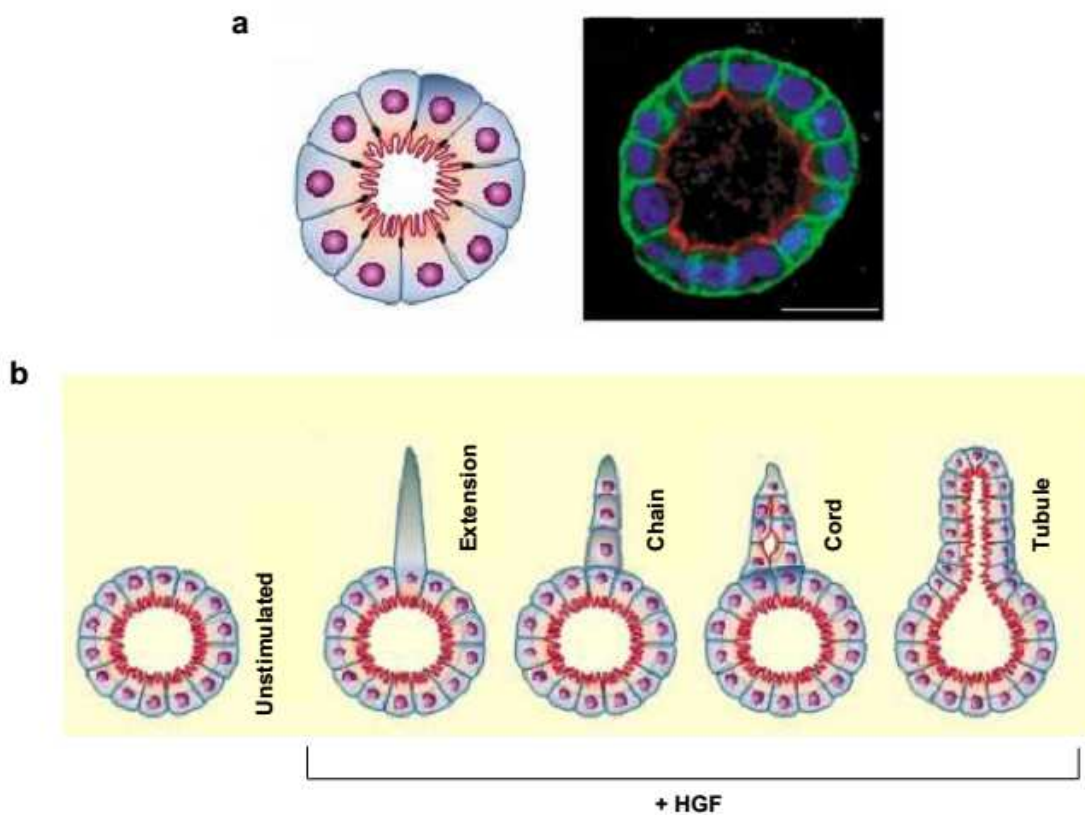 a
b
Unstimulated
Extension
Chain
Cord
Tubule
+ HGF